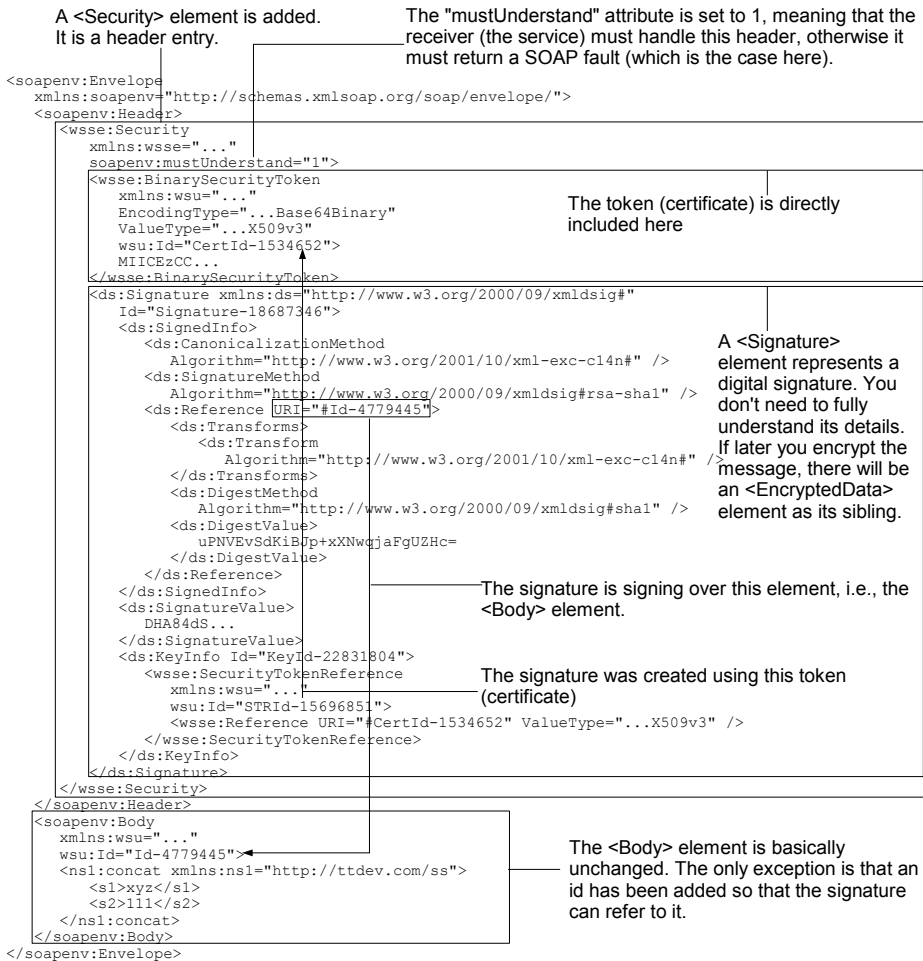 A <Security> element is added.
It is a header entry.
The "mustUnderstand" attribute is set to 1, meaning that the
receiver (the service) must handle this header, otherwise it
must return a SOAP fault (which is the case here).
<soapenv:Envelope
xmlns:soapenv="http://schemas.xmlsoap.org/soap/envelope/">
<soapenv:Header>
<wsse:Security
xmlns:wsse="..."
soapenv:mustUnderstand="1">
<wsse:BinarySecurityToken
xmlns:wsu="..."
EncodingType="...Base64Binary"
ValueType="...X509v3"
wsu:Id="CertId-1534652">
MIICEzCC...
</wsse:BinarySecurityToken>
The token (certificate) is directly
included here
<ds:Signature xmlns:ds="http://www.w3.org/2000/09/xmldsig#"
Id="Signature-18687346">
<ds:SignedInfo>
<ds:CanonicalizationMethod
Algorithm="http://www.w3.org/2001/10/xml-exc-c14n#" />
<ds:SignatureMethod
Algorithm="http://www.w3.org/2000/09/xmldsig#rsa-sha1" />
<ds:Reference URI="#Id-4779445">
<ds:Transforms>
<ds:Transform
Algorithm="http://www.w3.org/2001/10/xml-exc-c14n#" />
</ds:Transforms>
<ds:DigestMethod
Algorithm="http://www.w3.org/2000/09/xmldsig#sha1" />
<ds:DigestValue>
uPNVEvSdKiBJp+xXNwqjaFgUZHc=
</ds:DigestValue>
</ds:Reference>
</ds:SignedInfo>
<ds:SignatureValue>
DHA84dS...
</ds:SignatureValue>
<ds:KeyInfo Id="KeyId-22831804">
<wsse:SecurityTokenReference
xmlns:wsu="..."
wsu:Id="STRId-15696851">
<wsse:Reference URI="#CertId-1534652" ValueType="...X509v3" />
</wsse:SecurityTokenReference>
</ds:KeyInfo>
</ds:Signature>
</wsse:Security>
</soapenv:Header>
A <Signature>
element represents a
digital signature. You
don't need to fully
understand its details.
If later you encrypt the
message, there will be
an <EncryptedData>
element as its sibling.
The signature is signing over this element, i.e., the
<Body> element.
The signature was created using this token
(certificate)
<soapenv:Body
xmlns:wsu="..."
wsu:Id="Id-4779445">
<ns1:concat xmlns:ns1="http://ttdev.com/ss">
<s1>xyz</s1>
<s2>111</s2>
</ns1:concat>
</soapenv:Body>
</soapenv:Envelope>
The <Body> element is basically
unchanged. The only exception is that an
id has been added so that the signature
can refer to it.